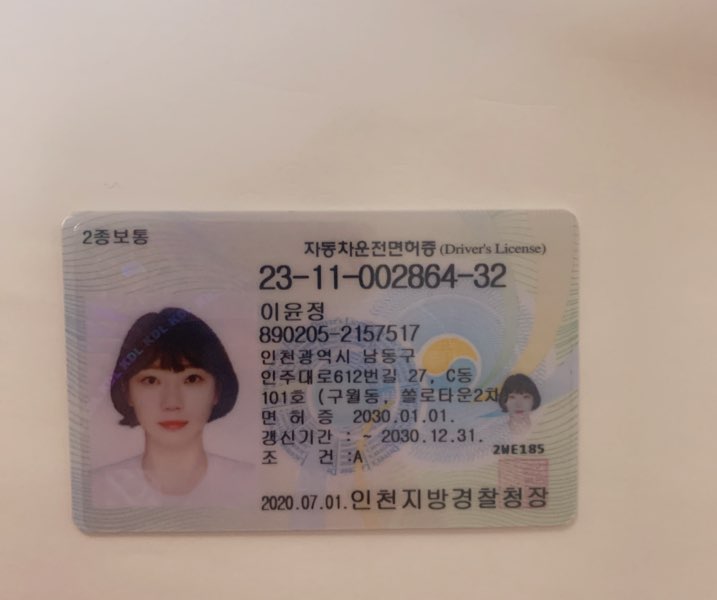 2종보통
자동차운전면허증 (Driver's License)
23-11-002864-32
이윤정
890205-2157517
인천광역시 남동구
인주대로612번길 27, C동
101호 (구월동, 쏠로타운2차)
면 허 증 2030.01.01.
갱신기간 : ~ 2030.12.31.
조 건 :A
2WE185
2020.07.01.인천지방경찰청장